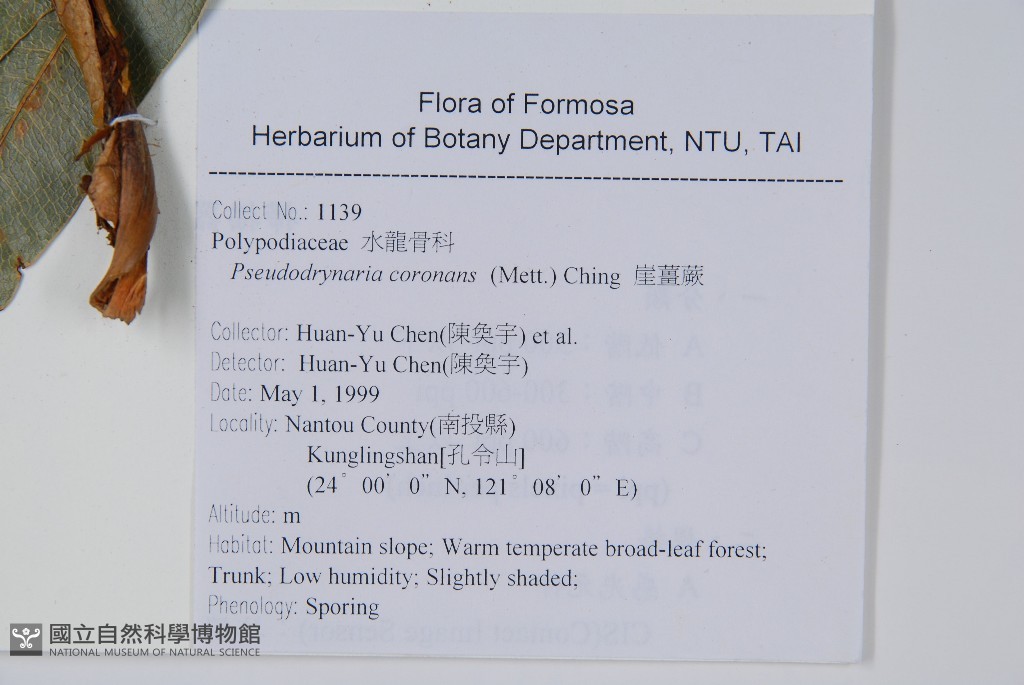 Flora of Formosa
Herbarium of Botany Department, NTU, TAI
Collect No.: 1139
Polypodiaceae 水龍骨科
Pseudodrynaria coronans (Mett.) Ching 崖薑蕨
Collector: Huan-Yu Chen(陳奐宇) et al.
Detector: Huan-Yu Chen(陳奐宇)
Date: May 1, 1999
Locality: Nantou County(南投縣)
Kunglingshan[孔令山]
(24° 00' 0" N, 121° 08' 0" E)
Altitude: m
Habitat: Mountain slope; Warm temperate broad-leaf forest;
Trunk; Low humidity; Slightly shaded;
Phenology: Sporing
國立自然科學博物館
NATIONAL MUSEUM OF NATURAL SCIENCE